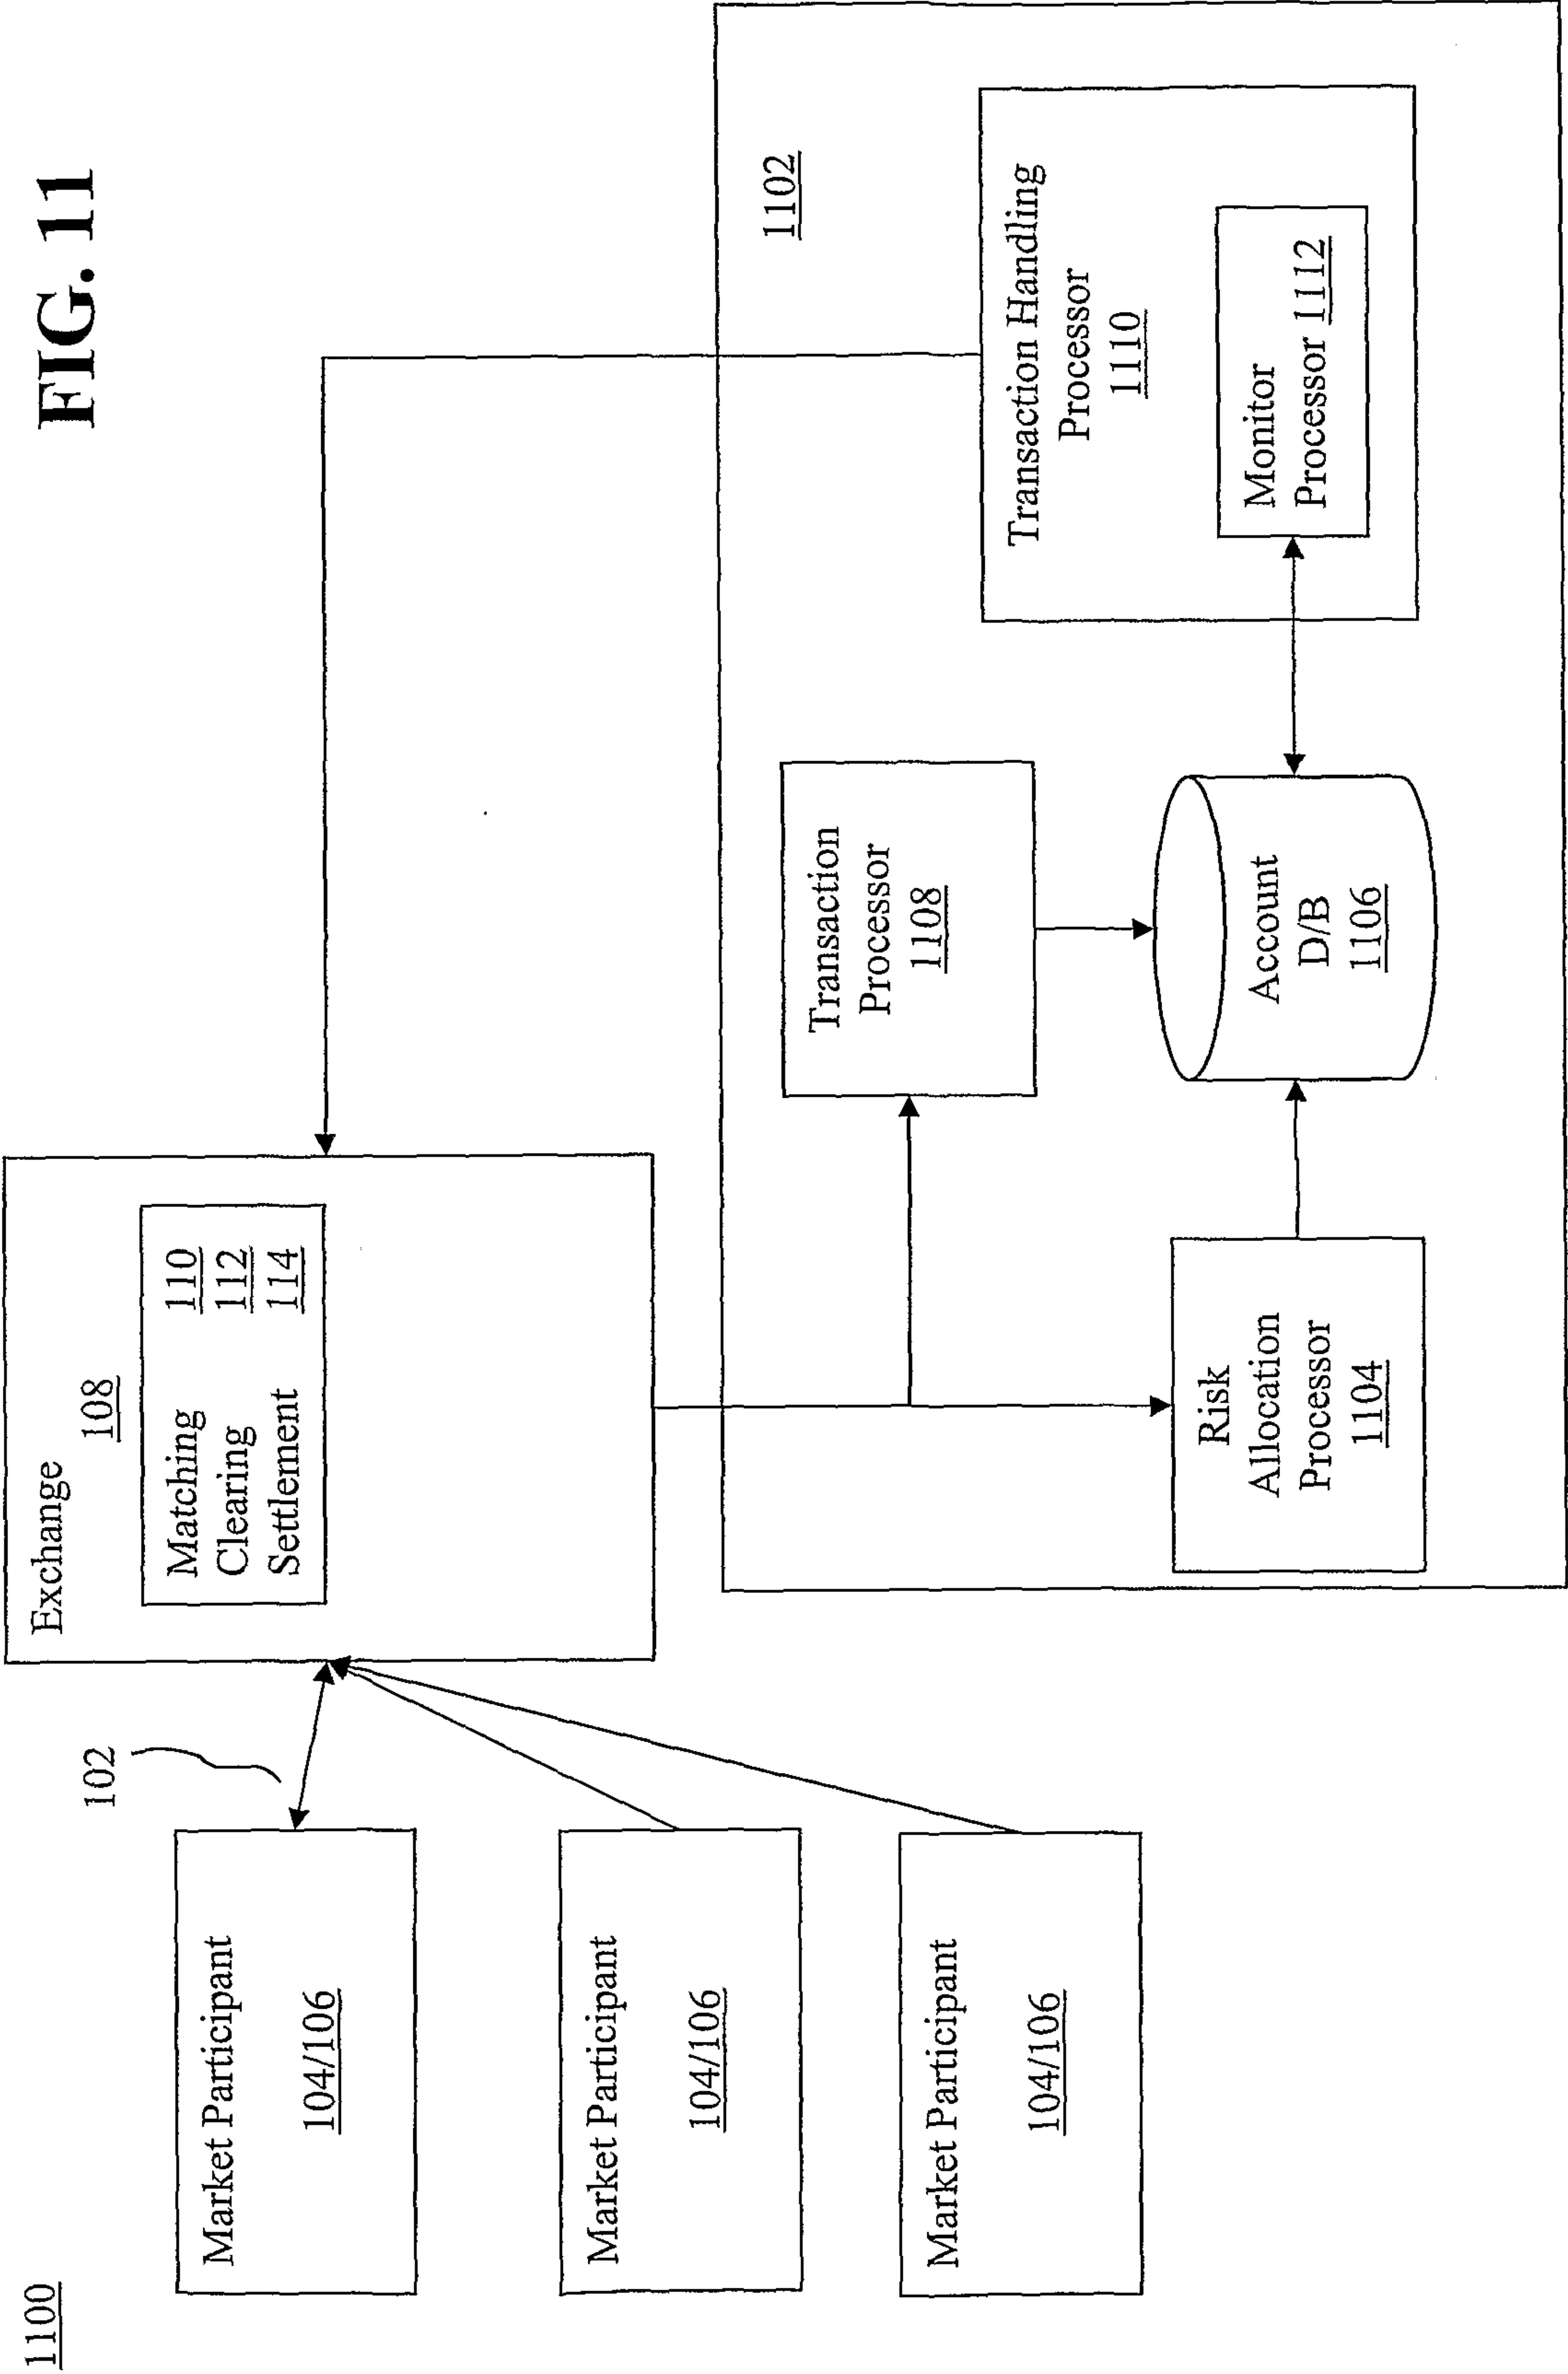 FIG. 11
1100
102
Exchange
108
Matching 110
Clearing 112
Settlement 114
Market Participant
104/106
Market Participant
104/106
Market Participant
104/106
1102
Transaction
Processor
1108
Transaction Handling
Processor
1110
Monitor
Processor 1112
Risk
Allocation
Processor
1104
Account
D/B
1106